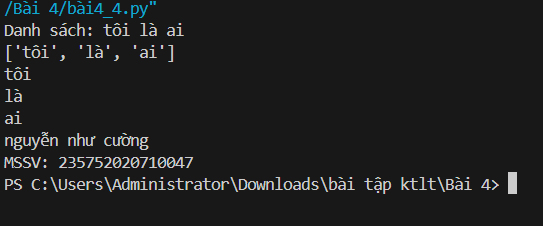 /Bài 4/bài4_4.py"
Danh sách: tôi là ai
['tôi', 'là', 'ai']
tôi
là
ai
nguyễn như cường
MSSV: 235752020710047
PS C:\Users\Administrator\Downloads\bài tập ktlt\Bài 4>